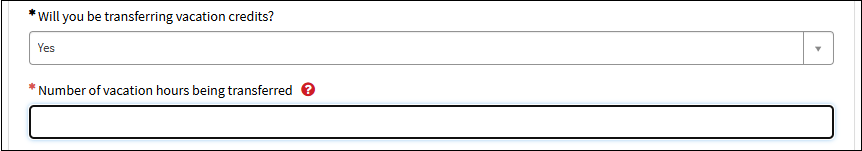 * Will you be transferring vacation credits?
Yes
* Number of vacation hours being transferred ?